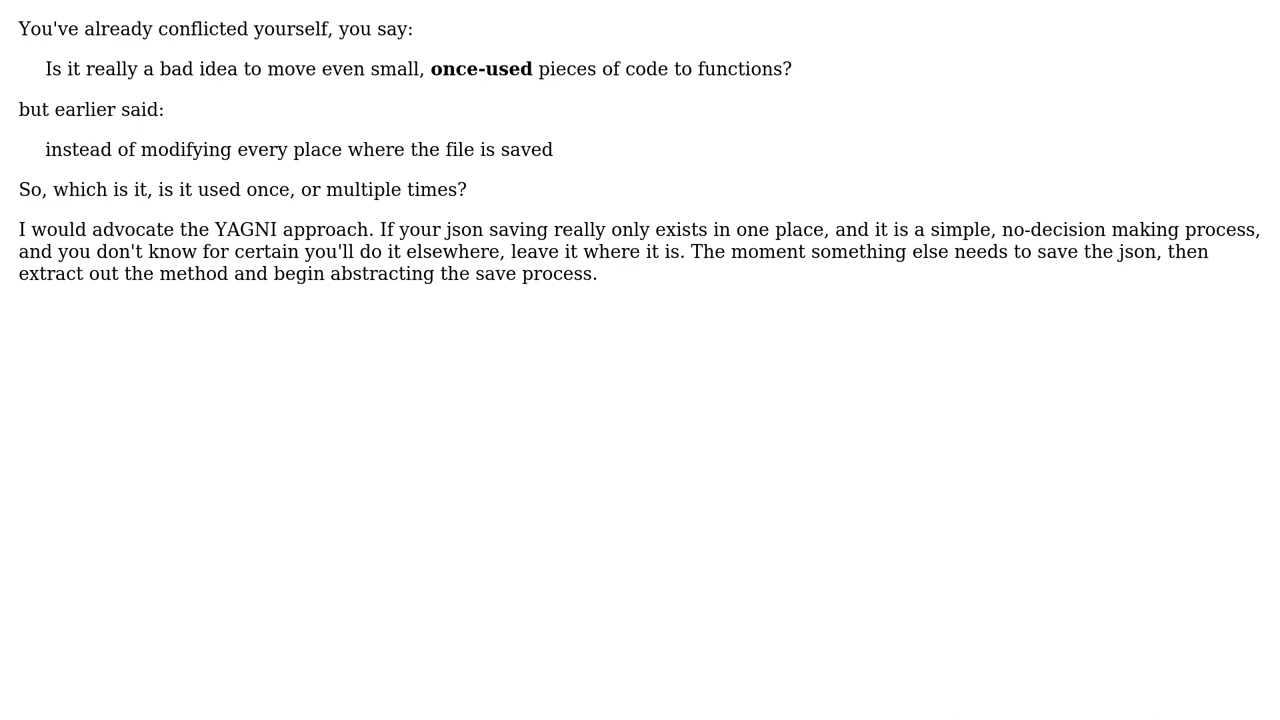 You've already conflicted yourself, you say:
Is it really a bad idea to move even small, once-used pieces of code to functions?
but earlier said:
instead of modifying every place where the file is saved
So, which is it, is it used once, or multiple times?
I would advocate the YAGNI approach. If your json saving really only exists in one place, and it is a simple, no-decision making process,
and you don't know for certain you'll do it elsewhere, leave it where it is. The moment something else needs to save the json, then
extract out the method and begin abstracting the save process.